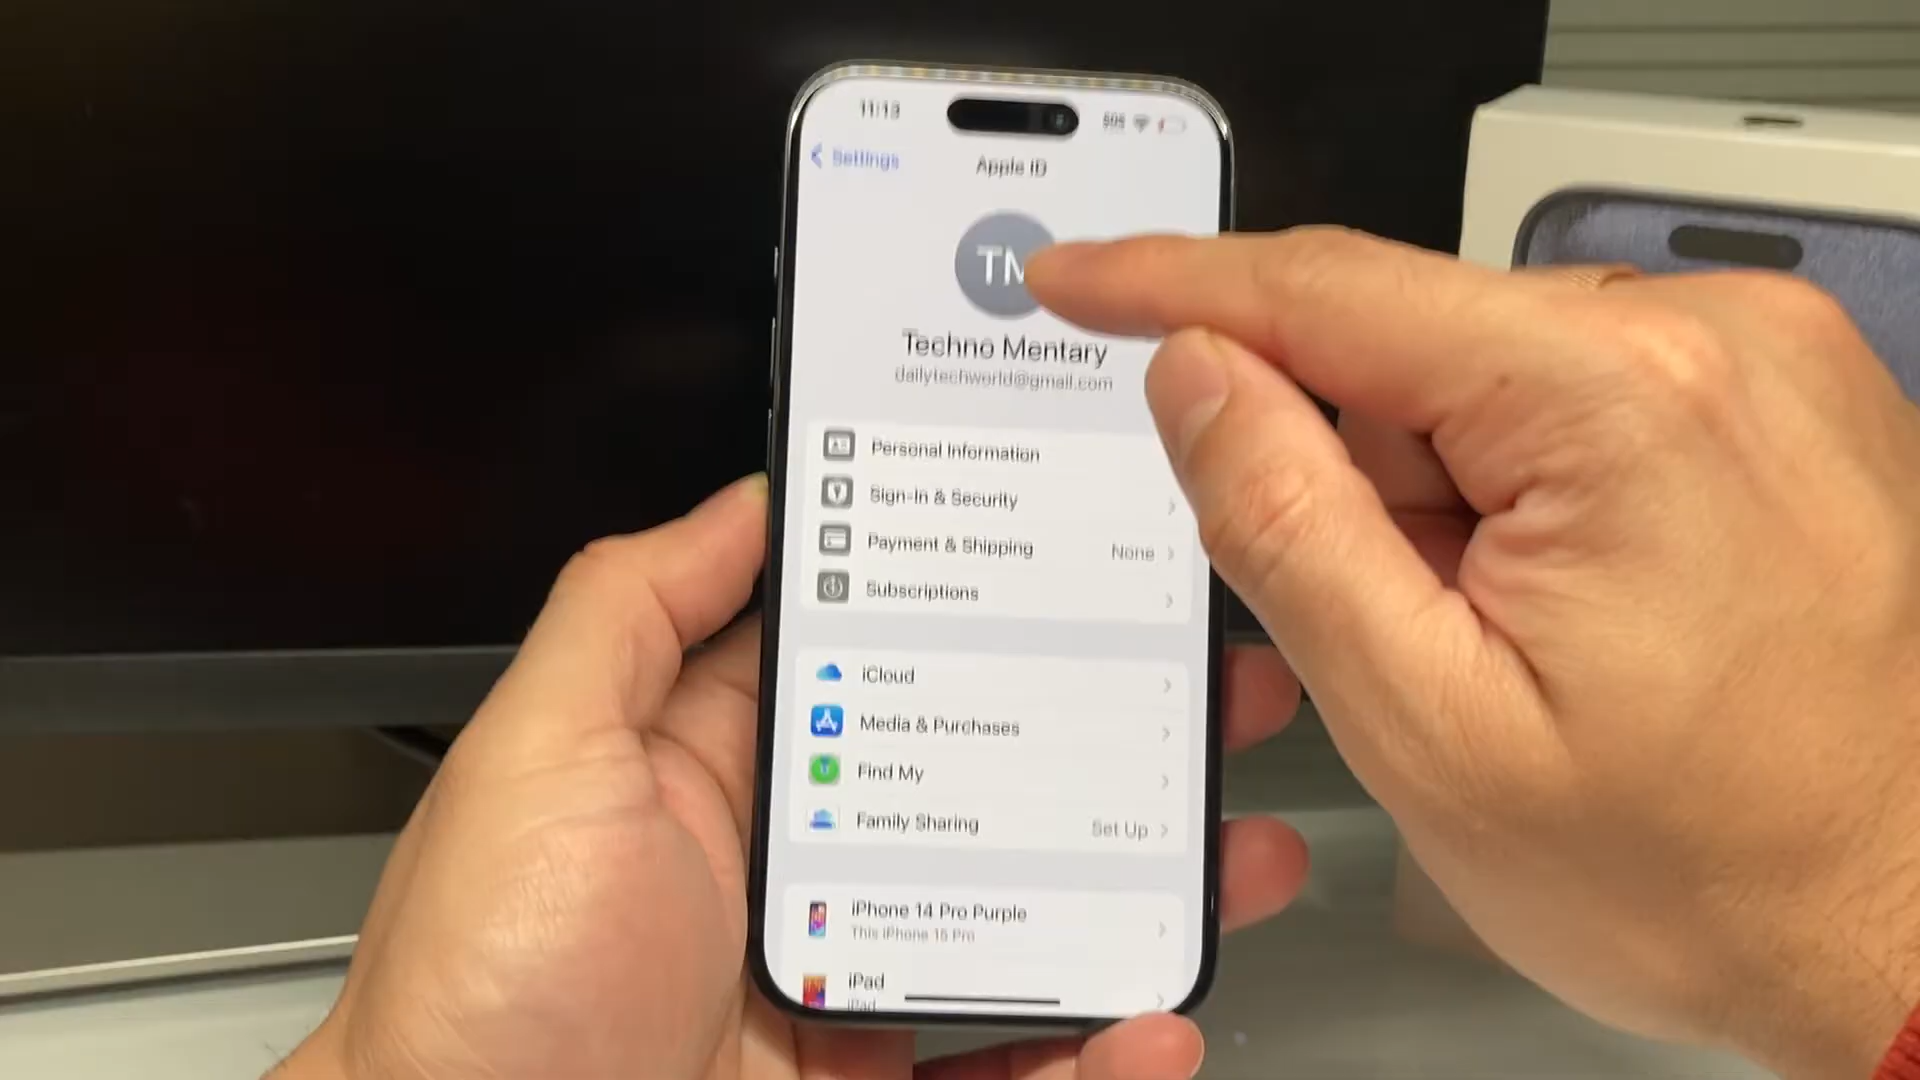 11:13
SOS
Settings
Apple ID
TM
Techno Mentary
dailytechworld@gmail.com
Personal Information
Sign-In & Security
Payment & Shipping None
Subscriptions
iCloud
Media & Purchases
Find My
Family Sharing Set Up
iPhone 14 Pro Purple
This iPhone 15 Pro
iPad
iPad